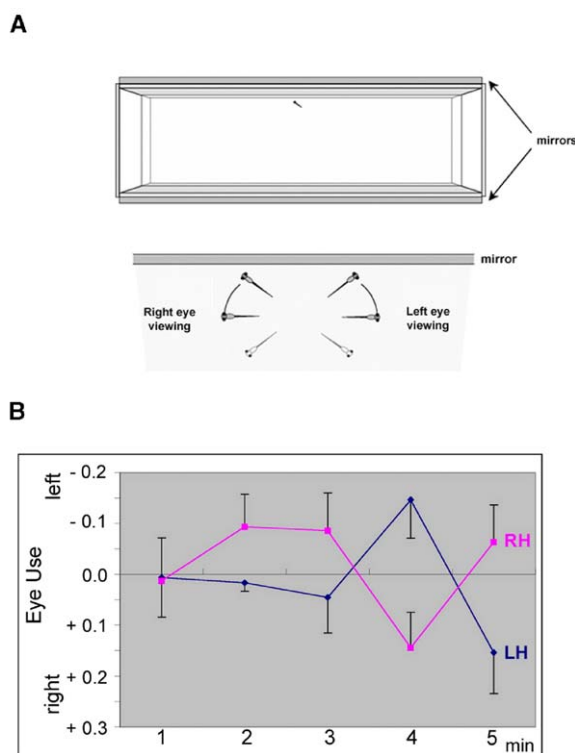 A
mirrors
mirror
Right eye
viewing
Left eye
viewing
B
left
Eye Use
right
- 0.2
- 0.1
0.0
+ 0.1
+ 0.2
+ 0.3
RH
LH
1 2 3 4 5 min